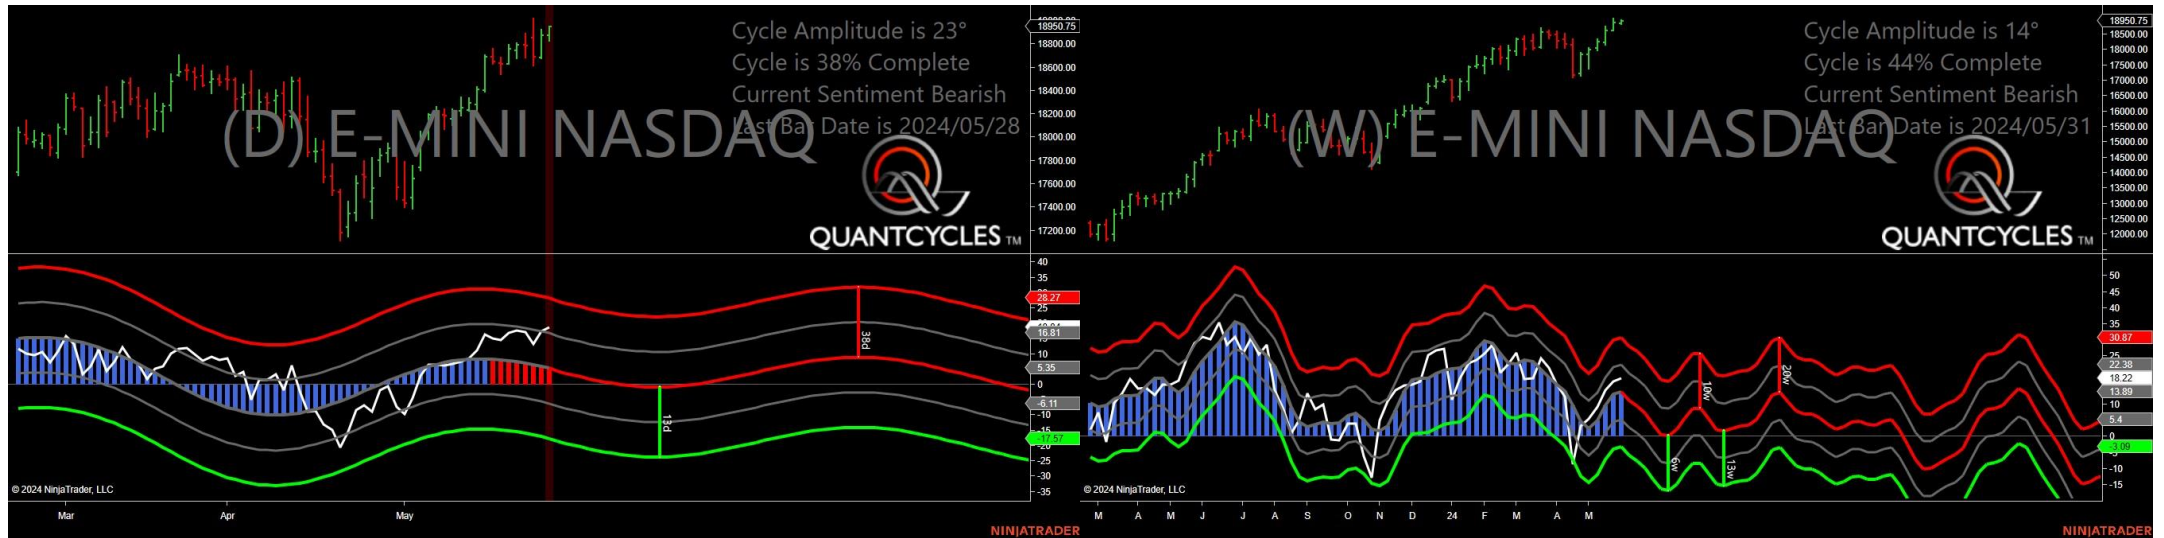 Cycle Amplitude is 23°
Cycle is 38% Complete
Current Sentiment Bearish
Last Bar Date is 2024/05/28
(D) E-MINI NASDAQ
QUANTCYCLES TM
18950.75
18800.00
18600.00
18400.00
18200.00
18000.00
17800.00
17600.00
17400.00
17200.00
40
35
28.27
25
16.81
10
5.35
0
-6.11
-10
-15
-17.57
-20
-25
-30
-35
38d
13d
© 2024 NinjaTrader, LLC
Mar Apr May
NINJATRADER
Cycle Amplitude is 14°
Cycle is 44% Complete
Current Sentiment Bearish
Last Bar Date is 2024/05/31
(W) E-MINI NASDAQ
QUANTCYCLES TM
18950.75
18500.00
17500.00
17000.00
16500.00
16000.00
15500.00
15000.00
14500.00
14000.00
13500.00
13000.00
12500.00
12000.00
50
45
40
35
30.87
25
22.38
18.22
13.89
10
5.4
0
-3.09
-10
-15
10w
20w
6w
13w
© 2024 NinjaTrader, LLC
M A M J J A S O N D 24 F M A M
NINJATRADER